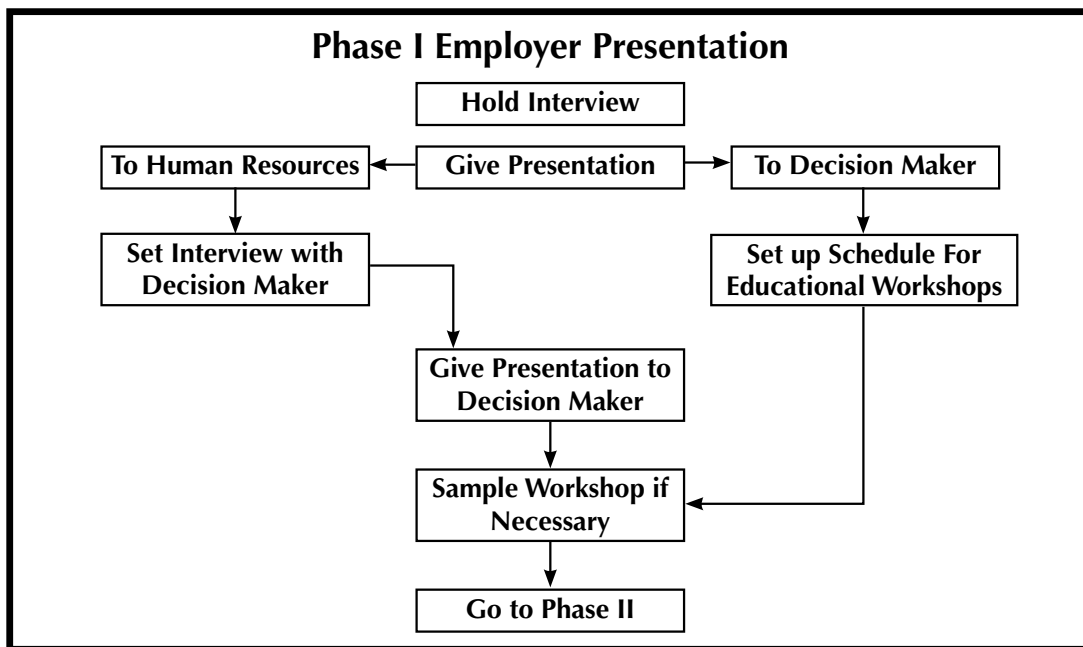 Phase I Employer Presentation
Hold Interview
To Human Resources
Give Presentation
To Decision Maker
Set Interview with
Decision Maker
Set up Schedule For
Educational Workshops
Give Presentation to
Decision Maker
Sample Workshop if
Necessary
Go to Phase II